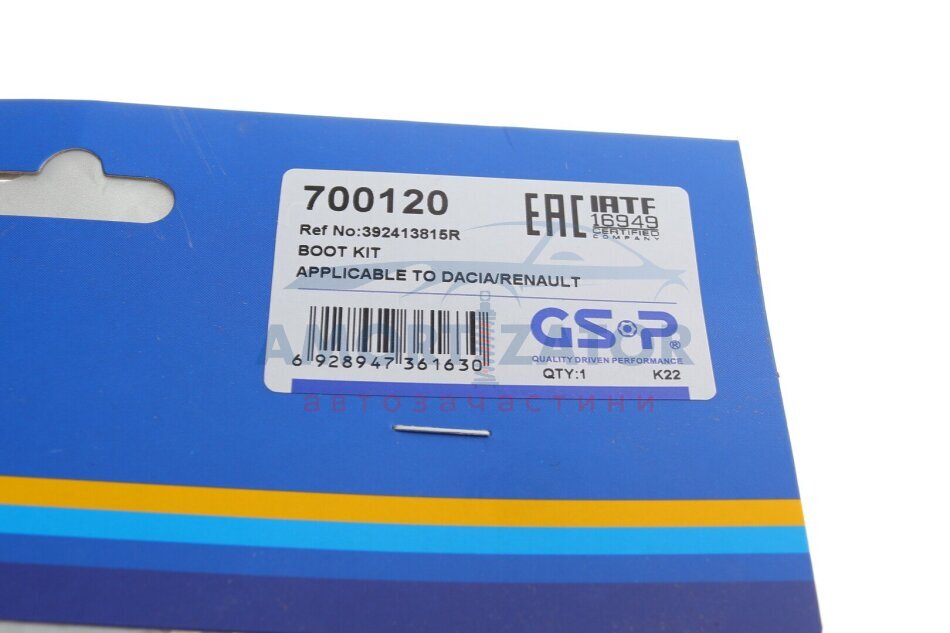 700120
Ref No:392413815R
BOOT KIT
APPLICABLE TO DACIA/RENAULT
EAC
IATF
16949
CERTIFIED
COMPANY
6 928947 361630
GSP®
QUALITY DRIVEN PERFORMANCE
QTY:1 K22
AMORTIZATOR
автозачастини